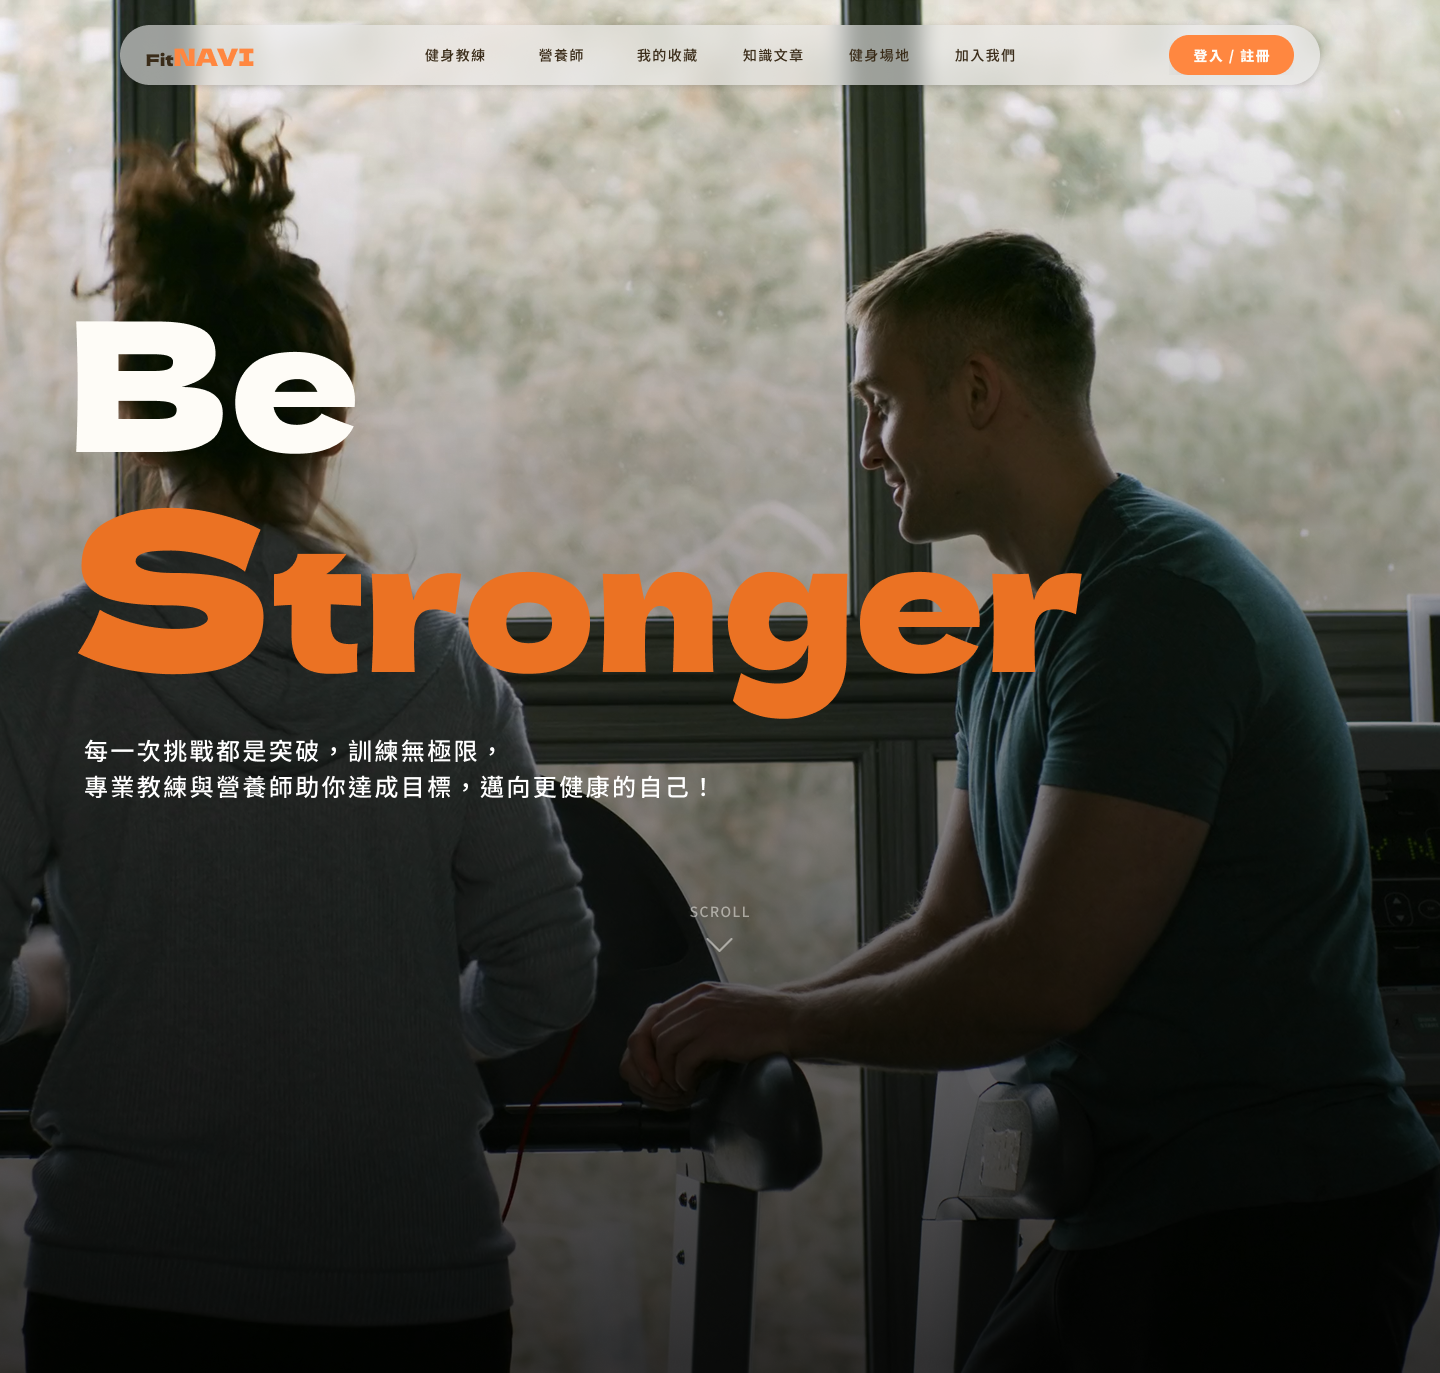 FitNAVI
健身教練
營養師
我的收藏
知識文章
健身場地
加入我們
登入 / 註冊
Be
Stronger
每一次挑戰都是突破，訓練無極限，
專業教練與營養師助你達成目標，邁向更健康的自己！
SCROLL